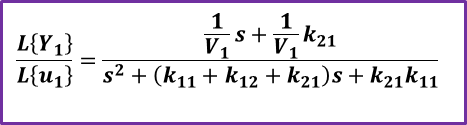 L{Y₁} / L{u₁} = (1/V₁ s + 1/V₁ k₂₁) / (s² + (k₁₁ + k₁₂ + k₂₁)s + k₂₁k₁₁)